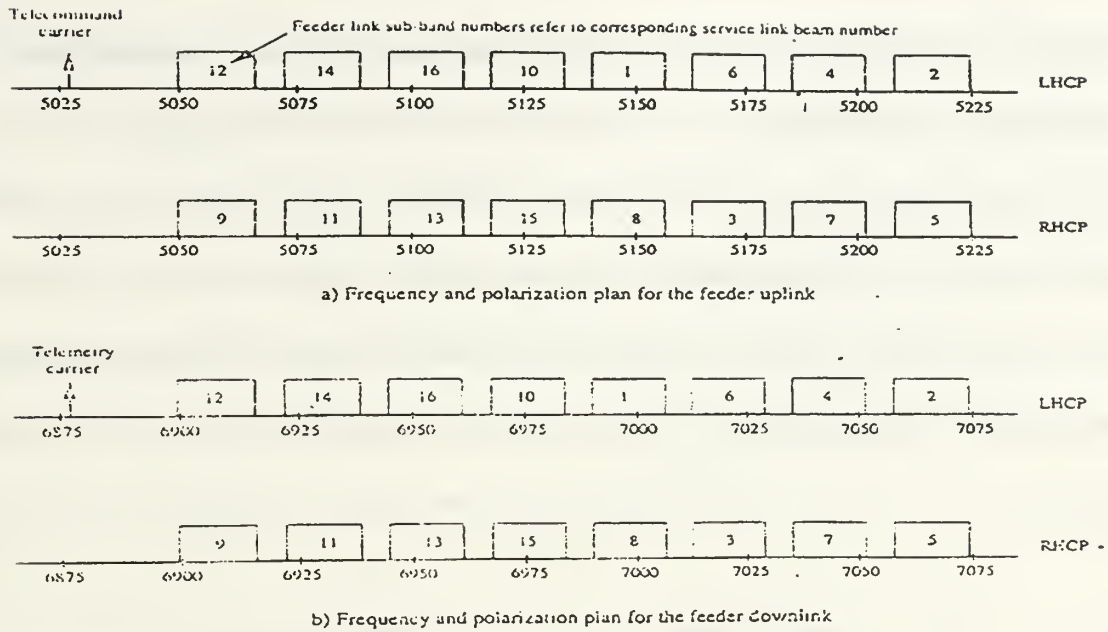 Telecommand
carrier
Feeder link sub-band numbers refer to corresponding service link beam number
12 14 16 10 1 6 4 2
LHCP
5025 5050 5075 5100 5125 5150 5175 5200 5225
9 11 13 15 8 3 7 5
RHCP
5025 5050 5075 5100 5125 5150 5175 5200 5225
a) Frequency and polarization plan for the feeder uplink
Telemetry
carrier
12 14 16 10 1 6 4 2
LHCP
6875 6900 6925 6950 6975 7000 7025 7050 7075
9 11 13 15 8 3 7 5
RHCP
6875 6900 6925 6950 6975 7000 7025 7050 7075
b) Frequency and polarization plan for the feeder downlink